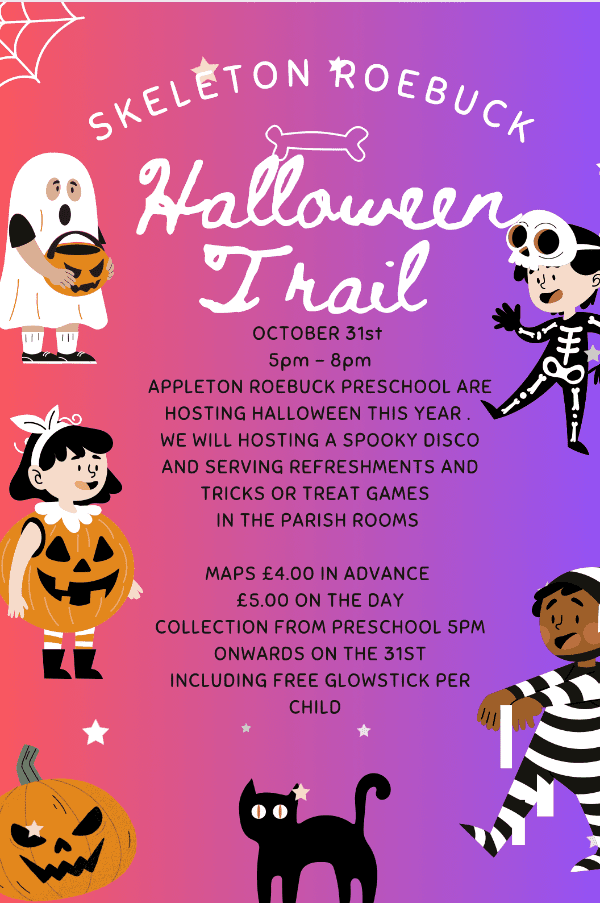 SKELETON ROEBUCK
Halloween
Trail
OCTOBER 31st
5pm - 8pm
APPLETON ROEBUCK PRESCHOOL ARE
HOSTING HALLOWEEN THIS YEAR .
WE WILL HOSTING A SPOOKY DISCO
AND SERVING REFRESHMENTS AND
TRICKS OR TREAT GAMES
IN THE PARISH ROOMS
MAPS £4.00 IN ADVANCE
£5.00 ON THE DAY
COLLECTION FROM PRESCHOOL 5PM
ONWARDS ON THE 31ST
INCLUDING FREE GLOWSTICK PER
CHILD